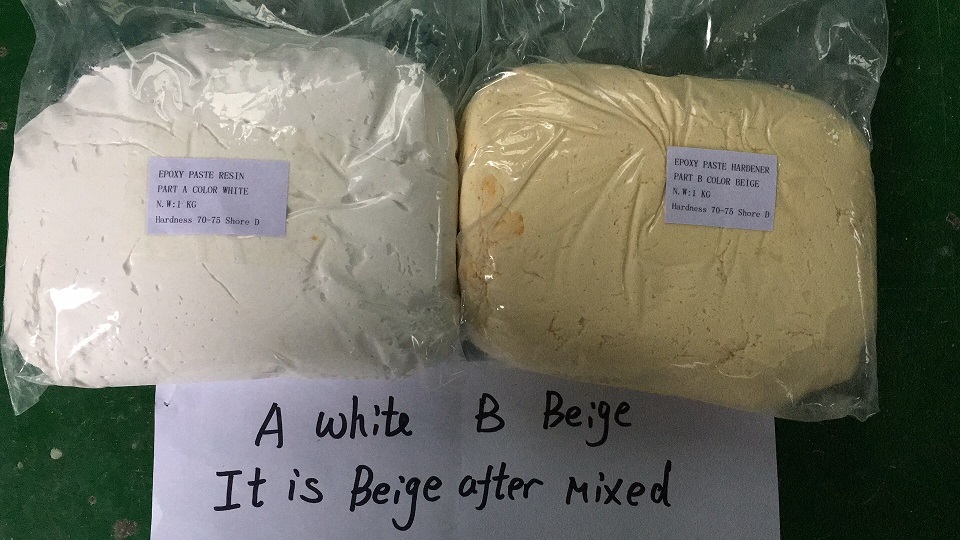 EPOXY PASTE RESIN
PART A COLOR WHITE
N.W:1 KG
Hardness 70-75 Shore D
EPOXY PASTE HARDENER
PART B COLOR BEIGE
N.W:1 KG
Hardness 70-75 Shore D
A white B Beige
It is Beige after mixed